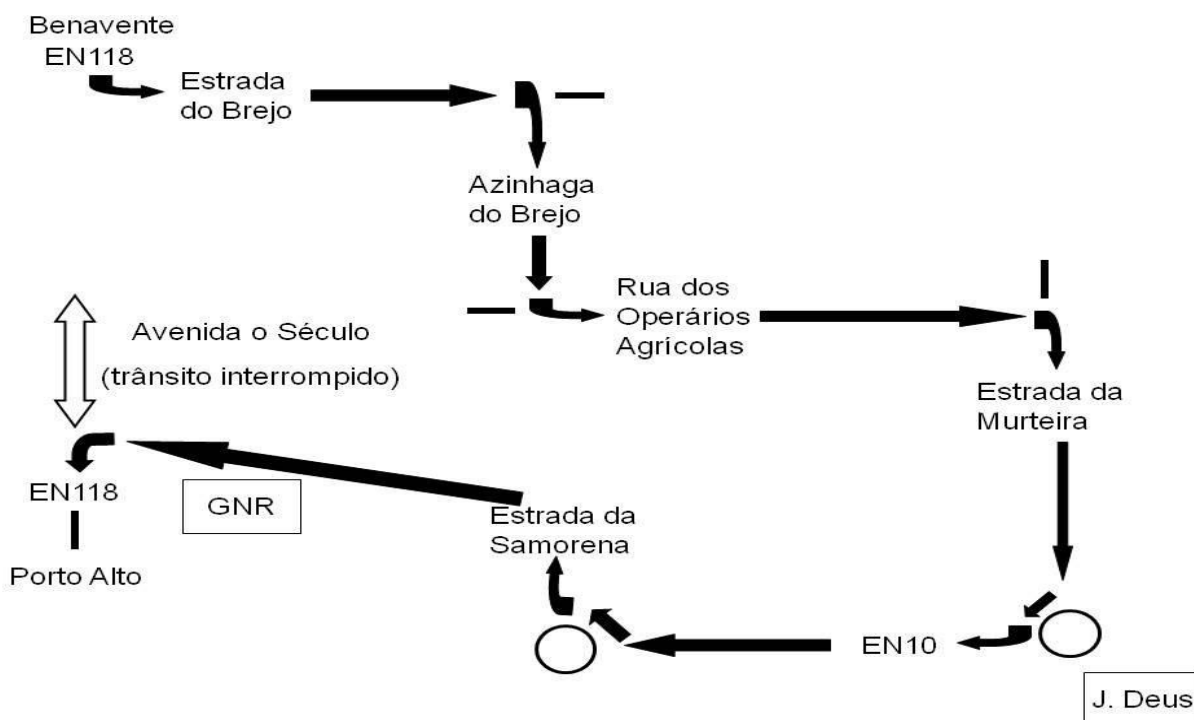 Benavente
EN118
Estrada
do Brejo
Azinhaga
do Brejo
Rua dos
Operários
Agrícolas
Avenida o Século
(trânsito interrompido)
Estrada da
Murteira
EN118
GNR
Estrada da
Samorena
Porto Alto
EN10
J. Deus